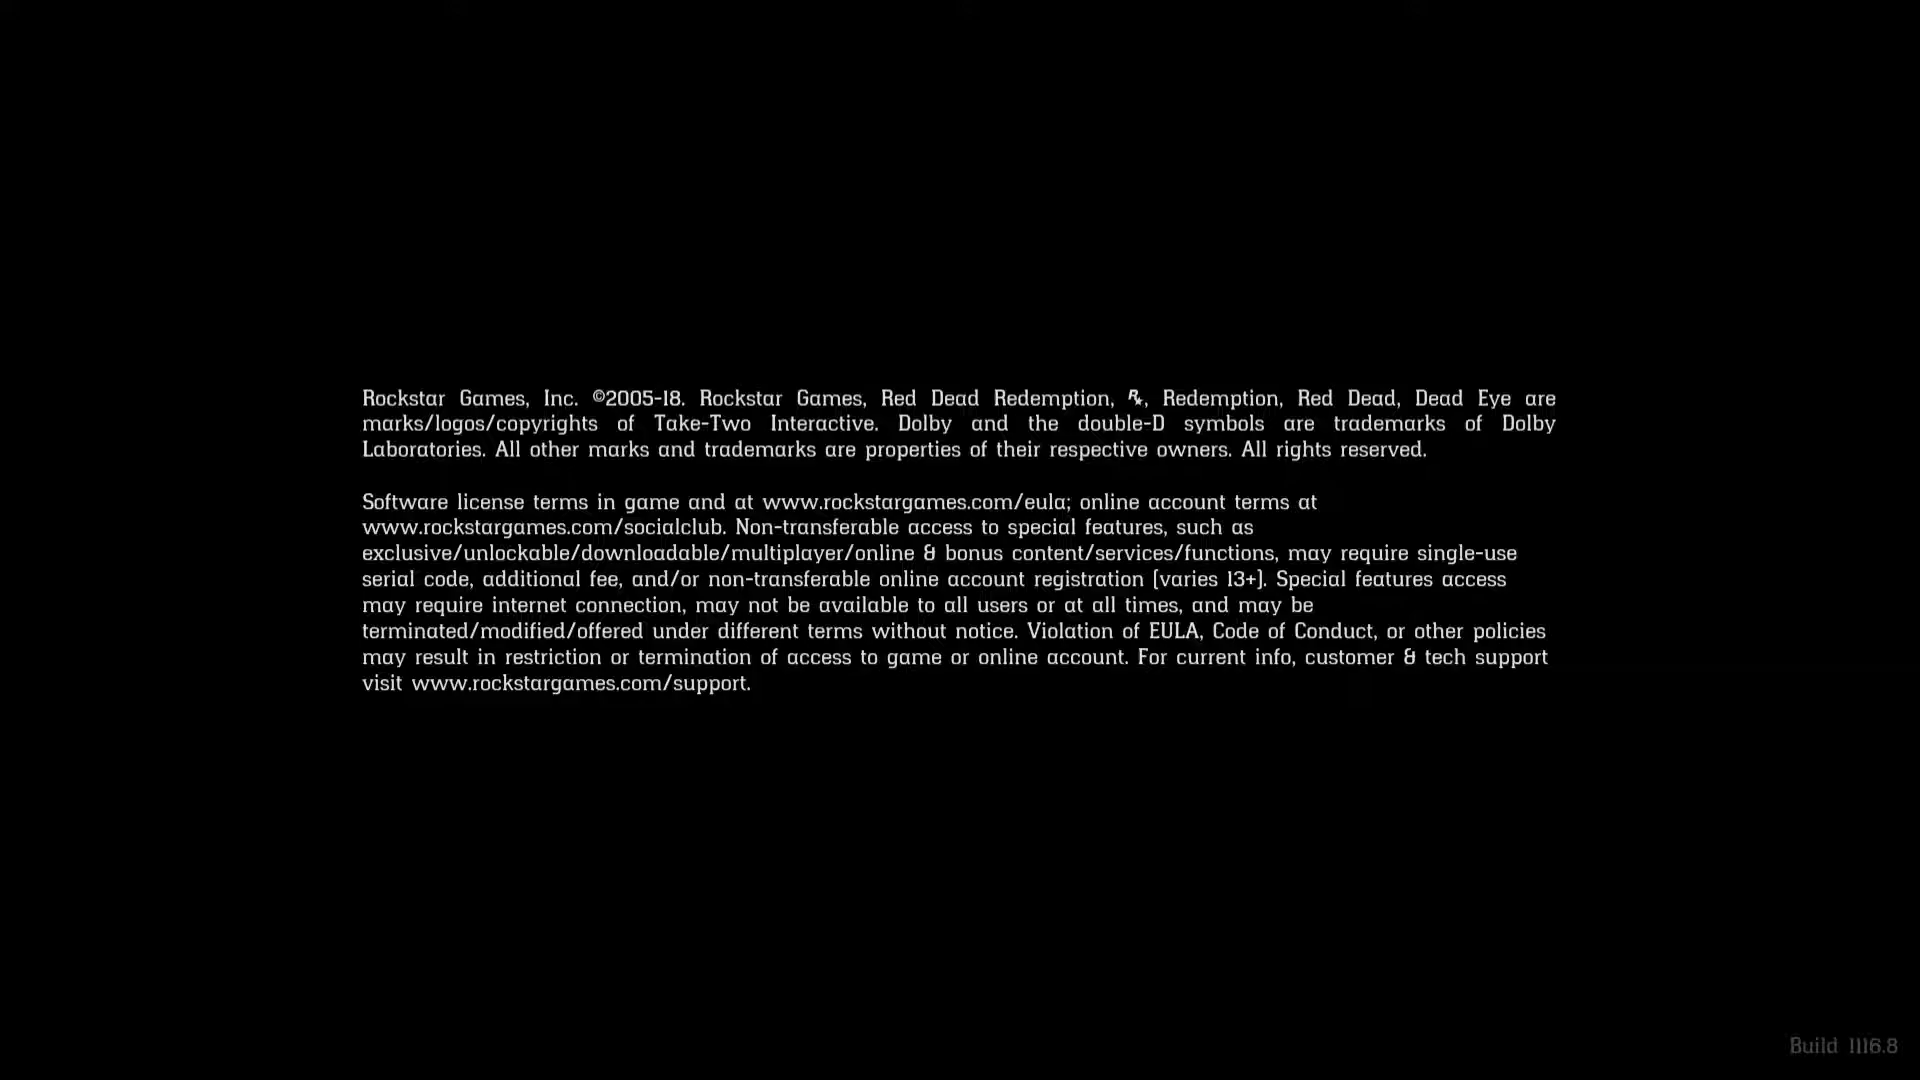 Rockstar Games, Inc. ©2005-18. Rockstar Games, Red Dead Redemption, R★, Redemption, Red Dead, Dead Eye are
marks/logos/copyrights of Take-Two Interactive. Dolby and the double-D symbols are trademarks of Dolby
Laboratories. All other marks and trademarks are properties of their respective owners. All rights reserved.
Software license terms in game and at www.rockstargames.com/eula; online account terms at
www.rockstargames.com/socialclub. Non-transferable access to special features, such as
exclusive/unlockable/downloadable/multiplayer/online & bonus content/services/functions, may require single-use
serial code, additional fee, and/or non-transferable online account registration (varies 13+). Special features access
may require internet connection, may not be available to all users or at all times, and may be
terminated/modified/offered under different terms without notice. Violation of EULA, Code of Conduct, or other policies
may result in restriction or termination of access to game or online account. For current info, customer & tech support
visit www.rockstargames.com/support.
Build 1116.8